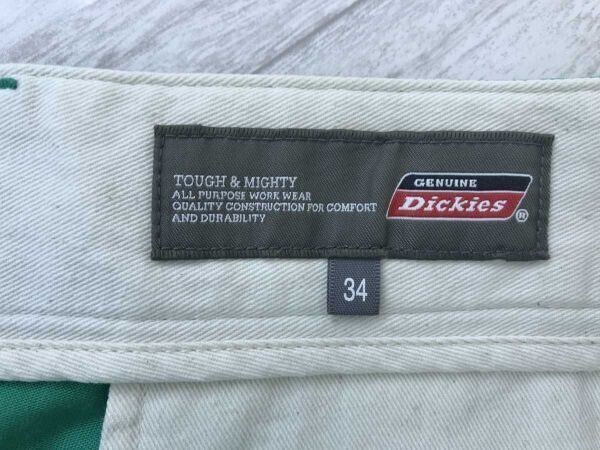 TOUGH & MIGHTY
ALL PURPOSE WORK WEAR
QUALITY CONSTRUCTION FOR COMFORT
AND DURABILITY
GENUINE
Dickies®
34